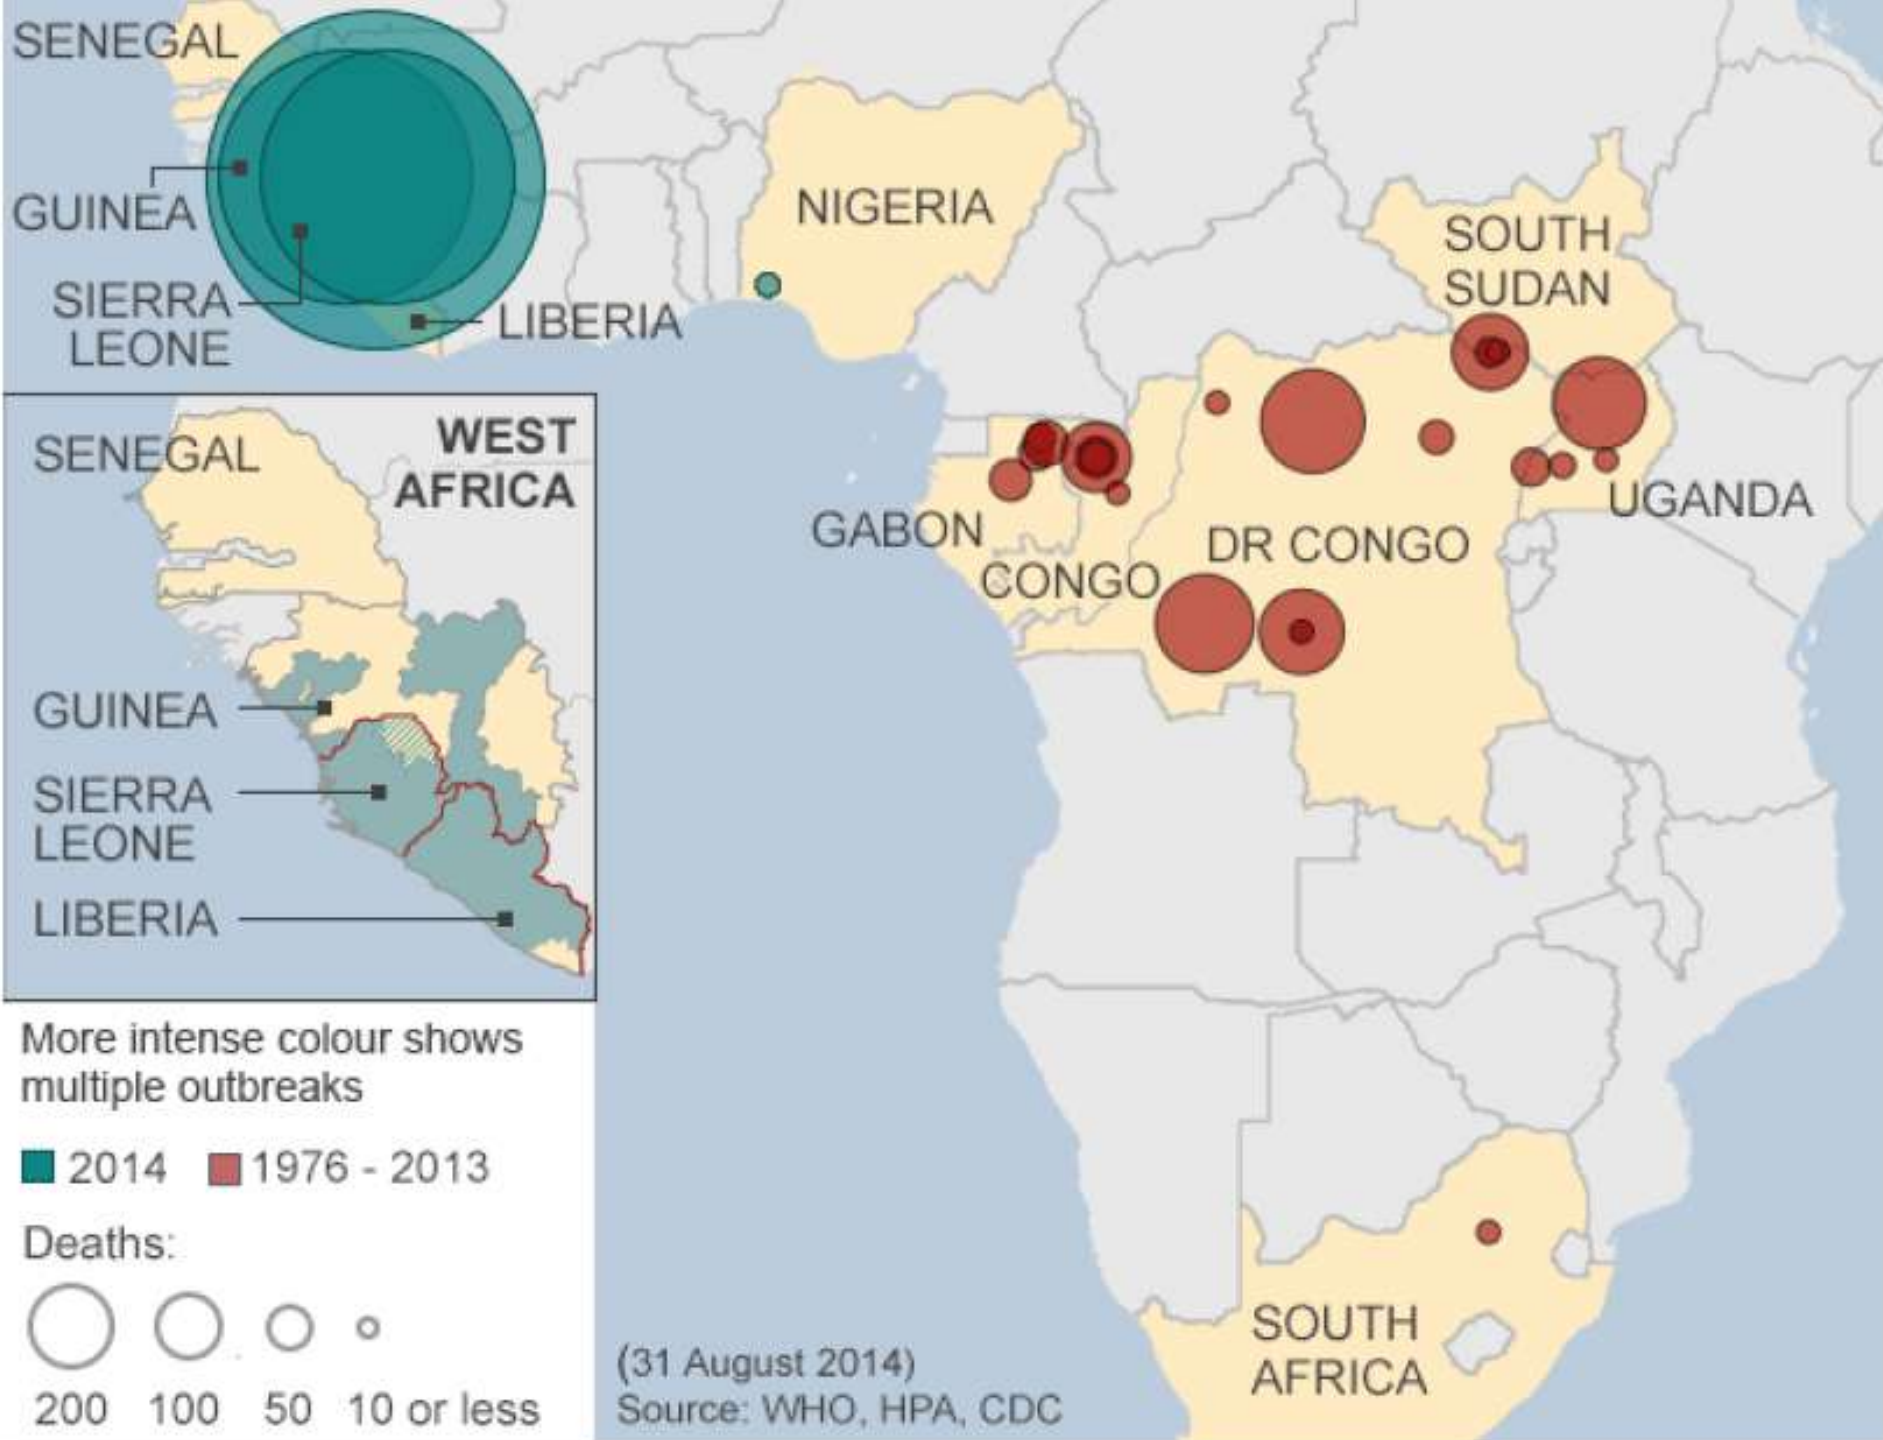 SENEGAL
GUINEA
SIERRA
LEONE
LIBERIA
NIGERIA
SOUTH
SUDAN
GABON
CONGO
DR CONGO
UGANDA
SOUTH
AFRICA
WEST
AFRICA
SENEGAL
GUINEA
SIERRA
LEONE
LIBERIA
More intense colour shows
multiple outbreaks
2014 1976 - 2013
Deaths:
200 100 50 10 or less
(31 August 2014)
Source: WHO, HPA, CDC